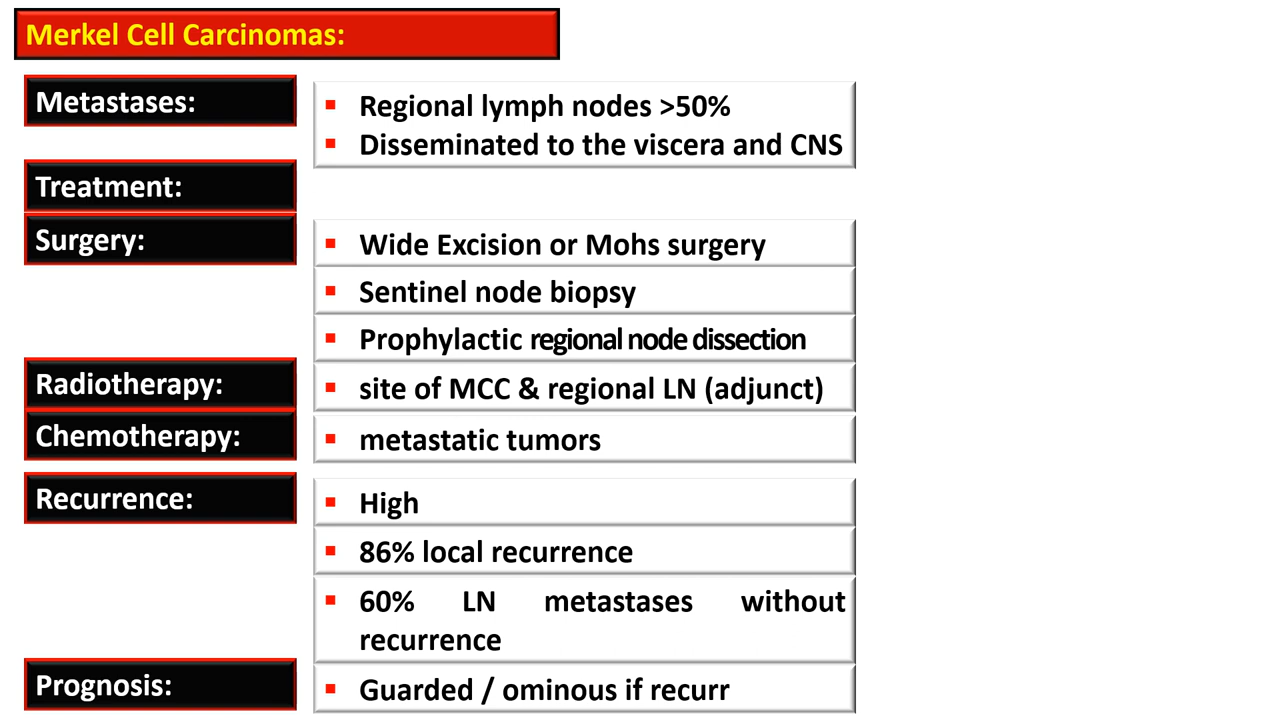 Merkel Cell Carcinomas:
Metastases:
Regional lymph nodes >50%
Disseminated to the viscera and CNS
Treatment:
Surgery:
Wide Excision or Mohs surgery
Sentinel node biopsy
Prophylactic regional node dissection
Radiotherapy:
site of MCC & regional LN (adjunct)
Chemotherapy:
metastatic tumors
Recurrence:
High
86% local recurrence
60% LN metastases without
recurrence
Prognosis:
Guarded / ominous if recurr